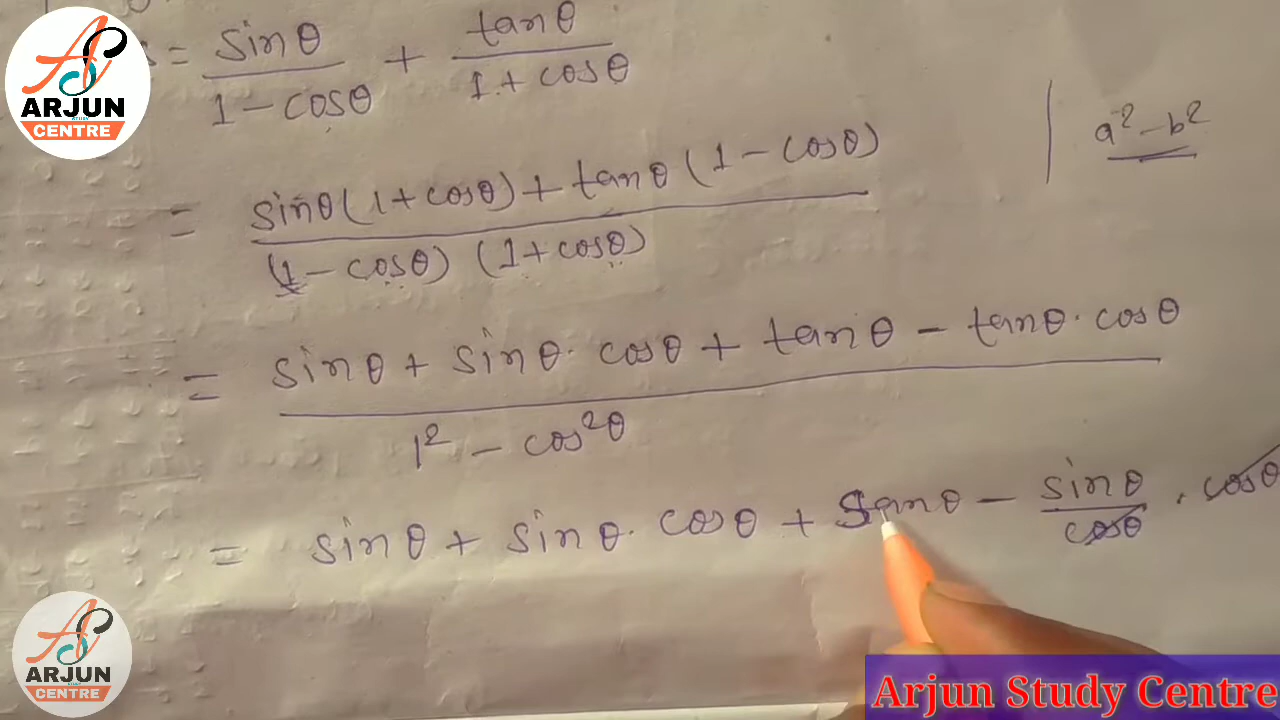 ARJUN
STUDY
CENTRE
= sinθ / 1 - cosθ + tanθ / 1 + cosθ
a² - b²
= sinθ(1+cosθ) + tanθ(1 - cosθ) / (1 - cosθ) (1 + cosθ)
= sinθ + sinθ. cosθ + tanθ - tanθ. cosθ / 1² - cos²θ
= sinθ + sinθ. cosθ + tanθ - sinθ / cosθ . cosθ
ARJUN
STUDY
CENTRE
Arjun Study Centre